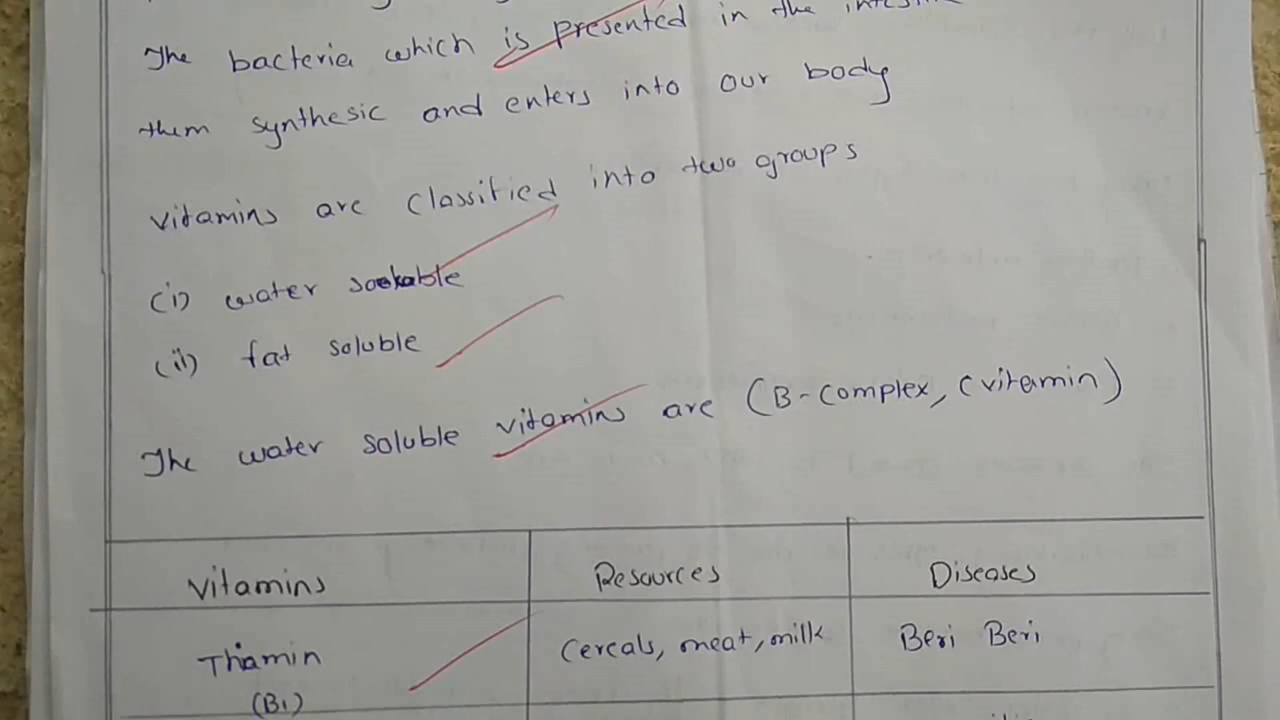 The bacteria which is presented in the
them synthesic and enters into our body
vitamins are classified into two groups
(i) water
(ii) fat soluble
The water soluble vitamins are (B-complex, C vitamin)
Vitamins Resources Diseases
Thiamin Cereals, meat, milk Beri Beri
(B1)